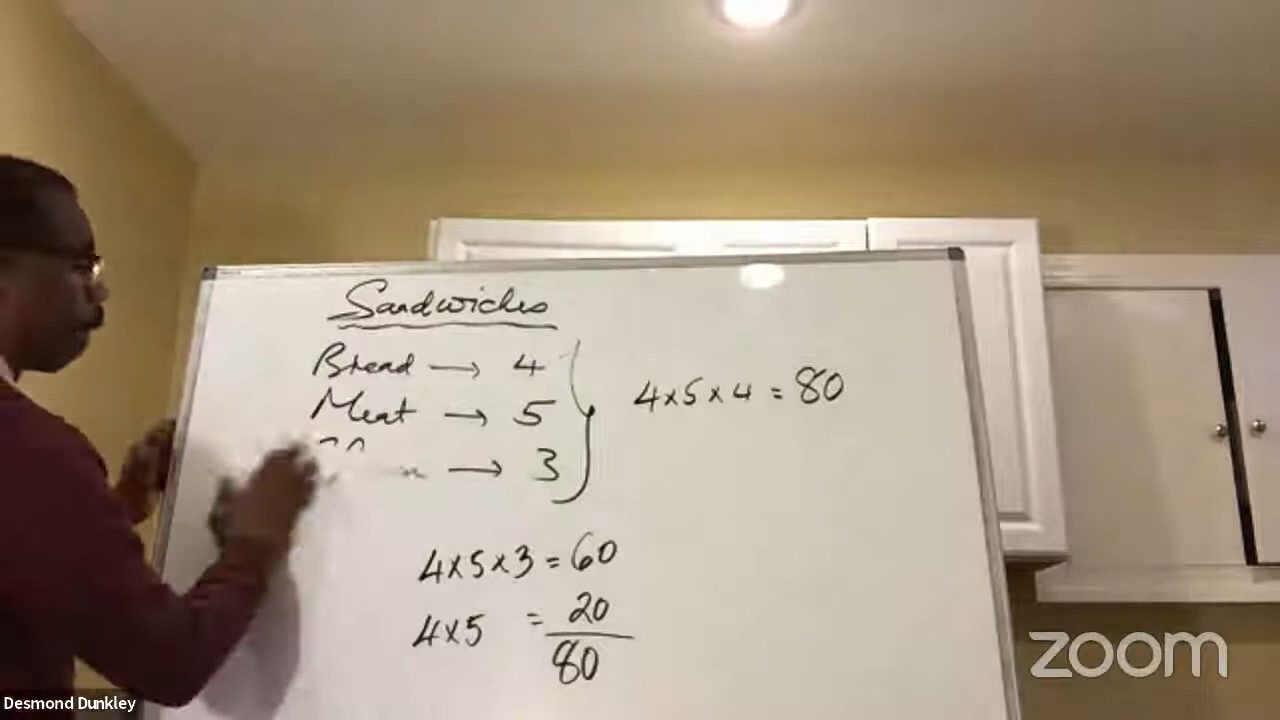 Sandwiches
Bread → 4
Meat → 5
→ 3
4x5x4 = 80
4x5x3 = 60
4x5 = 20
80
zoom
Desmond Dunkley